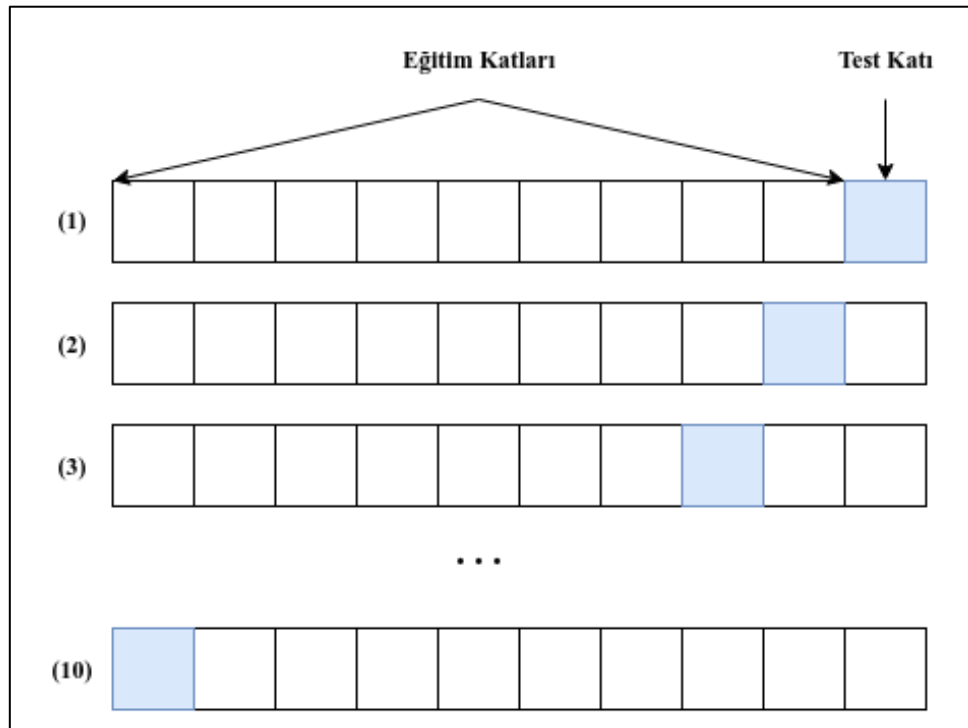 Eğitim Katları
Test Katı
(1)
(2)
(3)
...
(10)